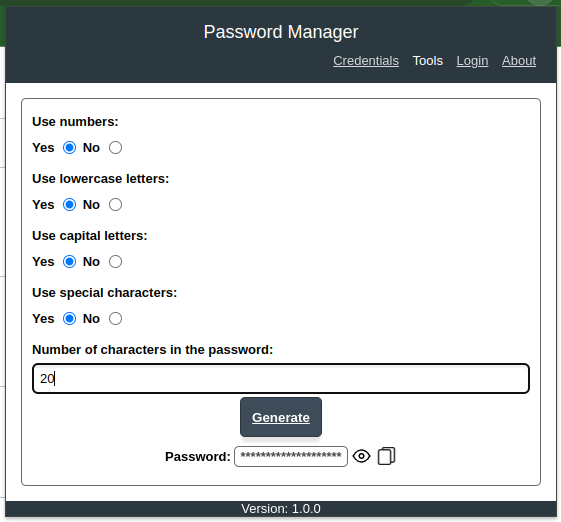 Password Manager
Credentials Tools Login About
Use numbers:
Yes No
Use lowercase letters:
Yes No
Use capital letters:
Yes No
Use special characters:
Yes No
Number of characters in the password:
20
Generate
Password: ********************
Version: 1.0.0